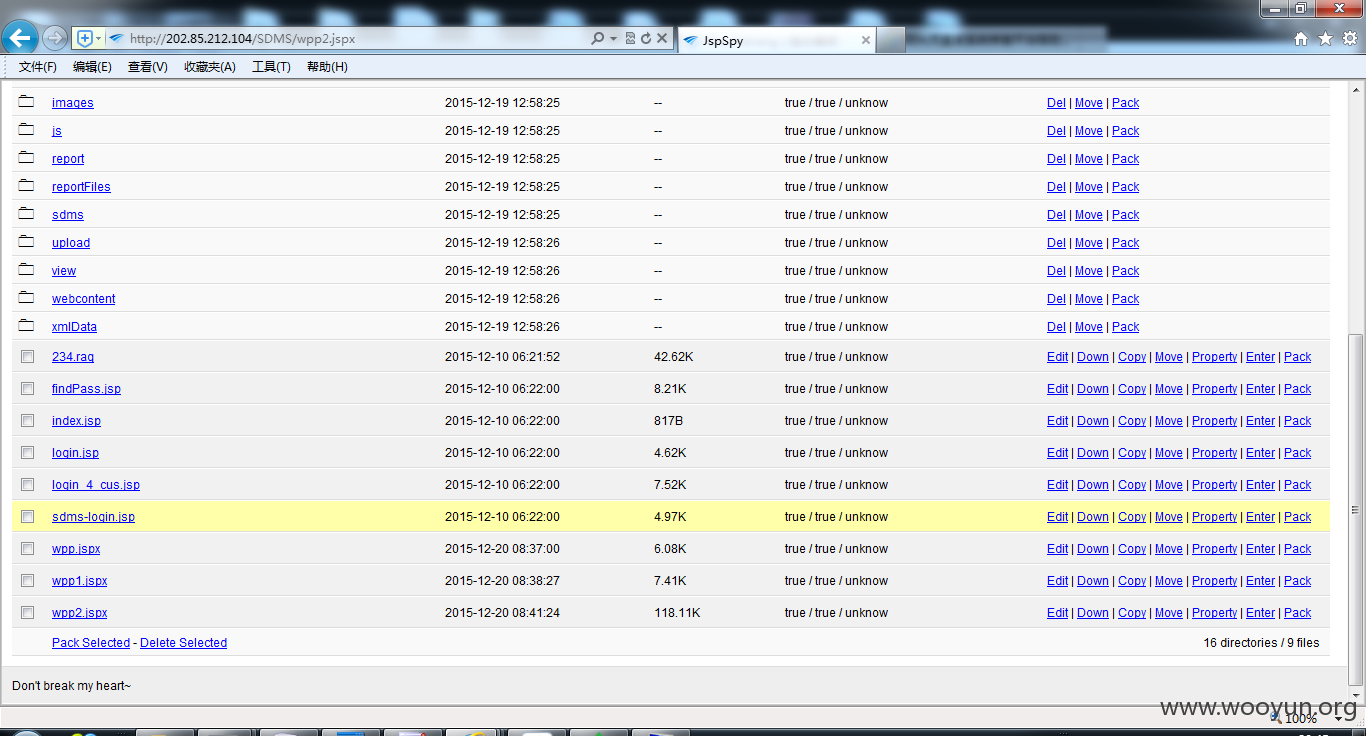 http://202.85.212.104/SDMS/wpp2.jspx
JspSpy
文件(F) 编辑(E) 查看(V) 收藏夹(A) 工具(T) 帮助(H)
images 2015-12-19 12:58:25 -- true / true / unknow Del | Move | Pack
js 2015-12-19 12:58:25 -- true / true / unknow Del | Move | Pack
report 2015-12-19 12:58:25 -- true / true / unknow Del | Move | Pack
reportFiles 2015-12-19 12:58:25 -- true / true / unknow Del | Move | Pack
sdms 2015-12-19 12:58:25 -- true / true / unknow Del | Move | Pack
upload 2015-12-19 12:58:26 -- true / true / unknow Del | Move | Pack
view 2015-12-19 12:58:26 -- true / true / unknow Del | Move | Pack
webcontent 2015-12-19 12:58:26 -- true / true / unknow Del | Move | Pack
xmlData 2015-12-19 12:58:26 -- true / true / unknow Del | Move | Pack
234.raq 2015-12-10 06:21:52 42.62K true / true / unknow Edit | Down | Copy | Move | Property | Enter | Pack
findPass.jsp 2015-12-10 06:22:00 8.21K true / true / unknow Edit | Down | Copy | Move | Property | Enter | Pack
index.jsp 2015-12-10 06:22:00 817B true / true / unknow Edit | Down | Copy | Move | Property | Enter | Pack
login.jsp 2015-12-10 06:22:00 4.62K true / true / unknow Edit | Down | Copy | Move | Property | Enter | Pack
login_4_cus.jsp 2015-12-10 06:22:00 7.52K true / true / unknow Edit | Down | Copy | Move | Property | Enter | Pack
sdms-login.jsp 2015-12-10 06:22:00 4.97K true / true / unknow Edit | Down | Copy | Move | Property | Enter | Pack
wpp.jspx 2015-12-20 08:37:00 6.08K true / true / unknow Edit | Down | Copy | Move | Property | Enter | Pack
wpp1.jspx 2015-12-20 08:38:27 7.41K true / true / unknow Edit | Down | Copy | Move | Property | Enter | Pack
wpp2.jspx 2015-12-20 08:41:24 118.11K true / true / unknow Edit | Down | Copy | Move | Property | Enter | Pack
Pack Selected - Delete Selected 16 directories / 9 files
Don't break my heart~
www.wooyun.org
100%